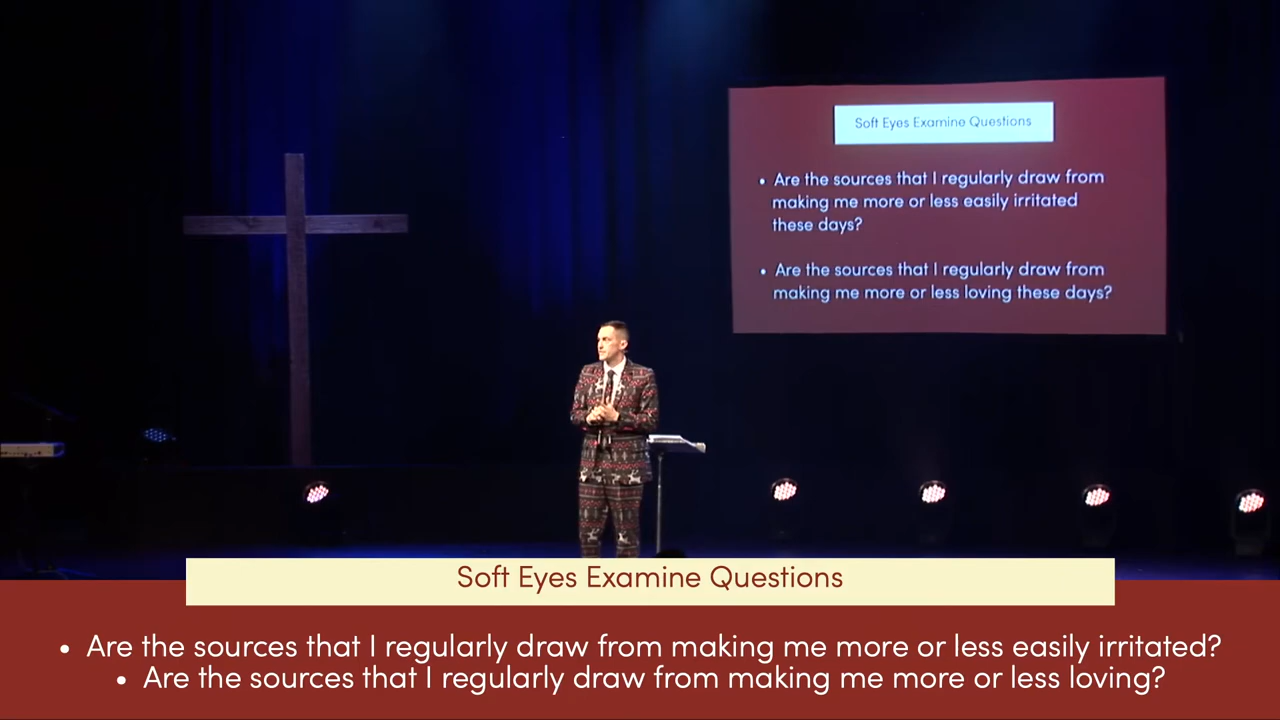 Soft Eyes Examine Questions
• Are the sources that I regularly draw from
making me more or less easily irritated
these days?
• Are the sources that I regularly draw from
making me more or less loving these days?
Soft Eyes Examine Questions
• Are the sources that I regularly draw from making me more or less easily irritated?
• Are the sources that I regularly draw from making me more or less loving?